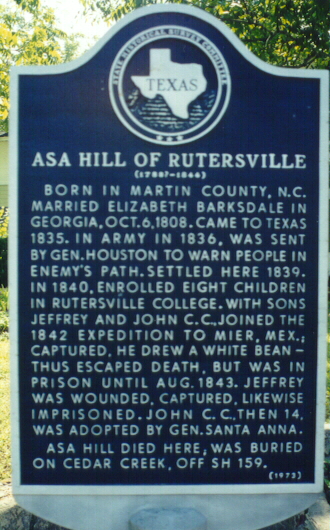 STATE HISTORICAL SURVEY COMMITTEE
TEXAS
ASA HILL OF RUTERSVILLE
(1788?-1844)
BORN IN MARTIN COUNTY, N.C.
MARRIED ELIZABETH BARKSDALE IN
GEORGIA, OCT. 6, 1808. CAME TO TEXAS
1835. IN ARMY IN 1836, WAS SENT
BY GEN. HOUSTON TO WARN PEOPLE IN
ENEMY'S PATH. SETTLED HERE 1839.
IN 1840, ENROLLED EIGHT CHILDREN
IN RUTERSVILLE COLLEGE. WITH SONS
JEFFREY AND JOHN C. C., JOINED THE
1842 EXPEDITION TO MIER, MEX.;
CAPTURED, HE DREW A WHITE BEAN—
THUS ESCAPED DEATH, BUT WAS IN
PRISON UNTIL AUG. 1843. JEFFREY
WAS WOUNDED, CAPTURED, LIKEWISE
IMPRISONED. JOHN C. C., THEN 14,
WAS ADOPTED BY GEN. SANTA ANNA.
ASA HILL DIED HERE; WAS BURIED
ON CEDAR CREEK, OFF SH 159.
(1973)